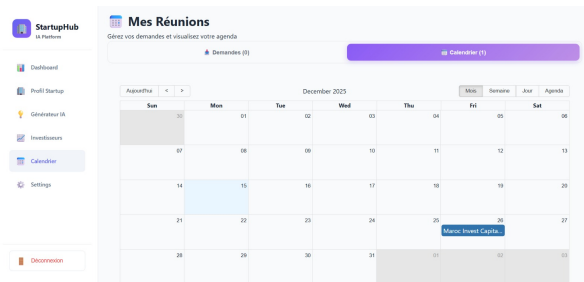 StartupHub
IA Platform
Dashboard
Profil Startup
Générateur IA
Investisseurs
Calendrier
Settings
Déconnexion
Mes Réunions
Gérez vos demandes et visualisez votre agenda
Demandes (0)
Calendrier (1)
Aujourd'hui < > December 2025 Mois Semaine Jour Agenda
Sun Mon Tue Wed Thu Fri Sat
30 01 02 03 04 05 06
07 08 09 10 11 12 13
14 15 16 17 18 19 20
21 22 23 24 25 26 27
Maroc Invest Capita...
28 29 30 31 01 02 03